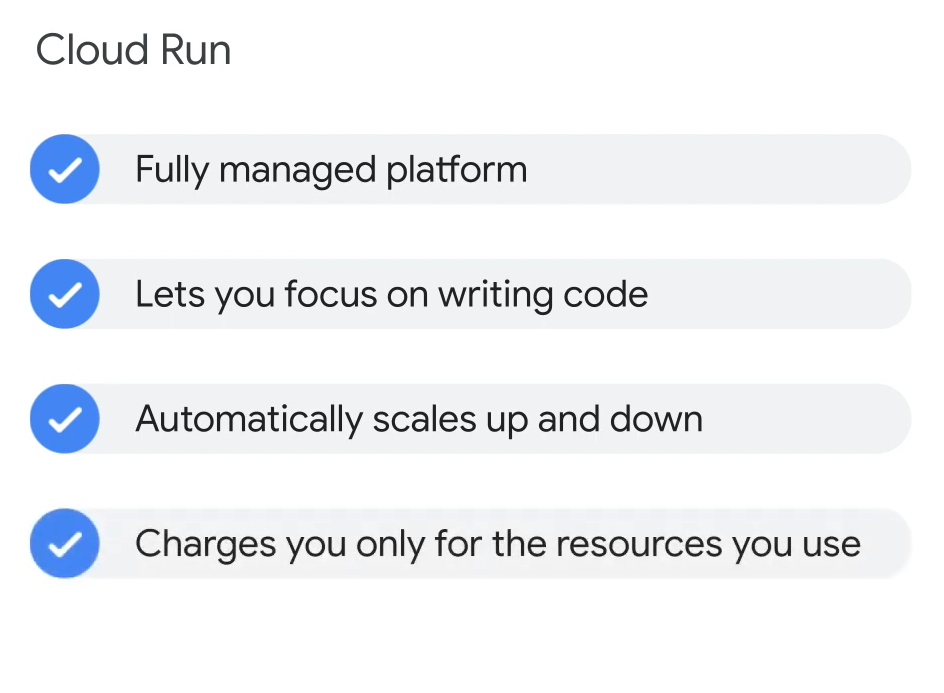 Cloud Run
Fully managed platform
Lets you focus on writing code
Automatically scales up and down
Charges you only for the resources you use